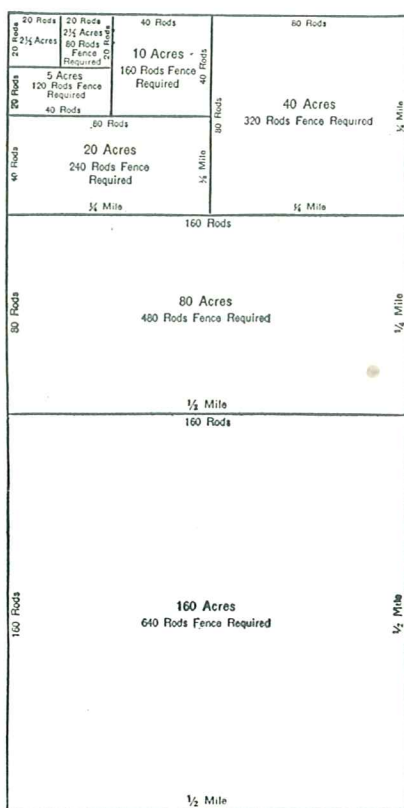 20 Rods
20 Rods
2½ Acres
20 Rods
20 Rods
2½ Acres
80 Rods
Fence
Required
40 Rods
40 Rods
10 Acres
160 Rods Fence
Required
80 Rods
80 Rods
40 Acres
320 Rods Fence
Required
¼ Mile
¼ Mile
20 Rods
5 Acres
120 Rods Fence
Required
40 Rods
80 Rods
40 Rods
20 Acres
240 Rods Fence
Required
¼ Mile
160 Rods
80 Rods
80 Acres
480 Rods Fence Required
¼ Mile
½ Mile
160 Rods
160 Rods
160 Acres
640 Rods Fence Required
½ Mile
½ Mile